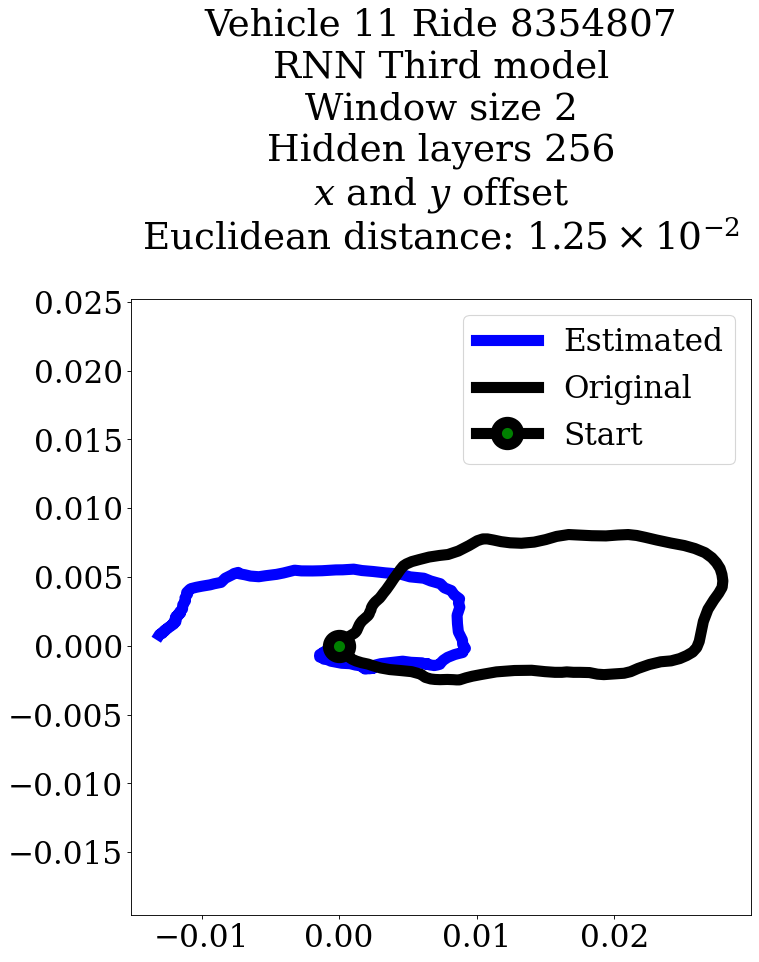 Vehicle 11 Ride 8354807
RNN Third model
Window size 2
Hidden layers 256
x and y offset
Euclidean distance: 1.25 × 10⁻²
Estimated
Original
Start
0.025
0.020
0.015
0.010
0.005
0.000
−0.005
−0.010
−0.015
−0.01 0.00 0.01 0.02